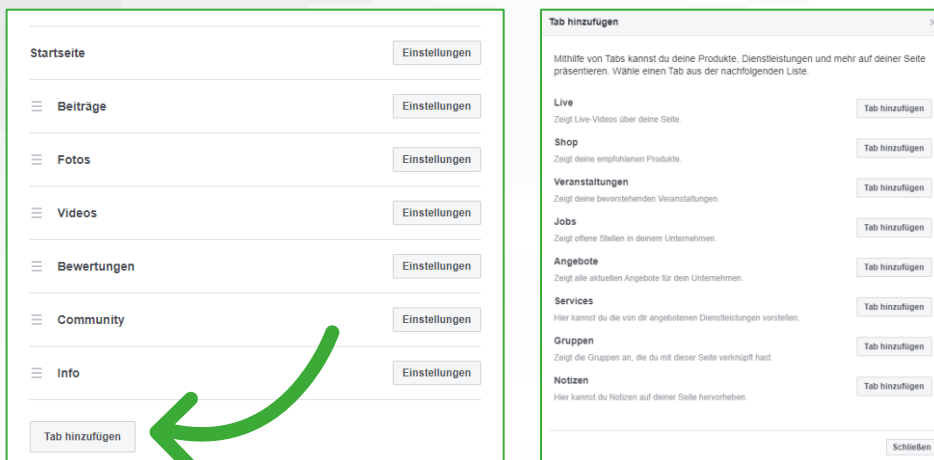 Startseite Einstellungen
Beiträge Einstellungen
Fotos Einstellungen
Videos Einstellungen
Bewertungen Einstellungen
Community Einstellungen
Info Einstellungen
Tab hinzufügen
Tab hinzufügen
Mithilfe von Tabs kannst du deine Produkte, Dienstleistungen und mehr auf deiner Seite
präsentieren. Wähle einen Tab aus der nachfolgenden Liste.
Live
Zeigt Live-Videos über deine Seite.
Tab hinzufügen
Shop
Zeigt deine empfohlenen Produkte.
Tab hinzufügen
Veranstaltungen
Zeigt deine bevorstehenden Veranstaltungen.
Tab hinzufügen
Jobs
Zeigt offene Stellen in deinem Unternehmen.
Tab hinzufügen
Angebote
Zeigt alle aktuellen Angebote für dein Unternehmen.
Tab hinzufügen
Services
Hier kannst du die von dir angebotenen Dienstleistungen vorstellen.
Tab hinzufügen
Gruppen
Zeigt die Gruppen an, die du mit dieser Seite verknüpft hast.
Tab hinzufügen
Notizen
Hier kannst du Notizen auf deiner Seite hervorheben.
Tab hinzufügen
Schließen